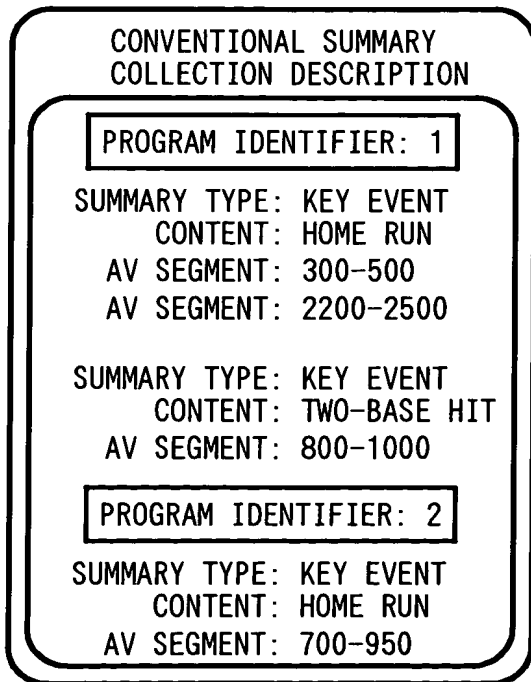 CONVENTIONAL SUMMARY
COLLECTION DESCRIPTION
PROGRAM IDENTIFIER: 1
SUMMARY TYPE: KEY EVENT
CONTENT: HOME RUN
AV SEGMENT: 300-500
AV SEGMENT: 2200-2500
SUMMARY TYPE: KEY EVENT
CONTENT: TWO-BASE HIT
AV SEGMENT: 800-1000
PROGRAM IDENTIFIER: 2
SUMMARY TYPE: KEY EVENT
CONTENT: HOME RUN
AV SEGMENT: 700-950